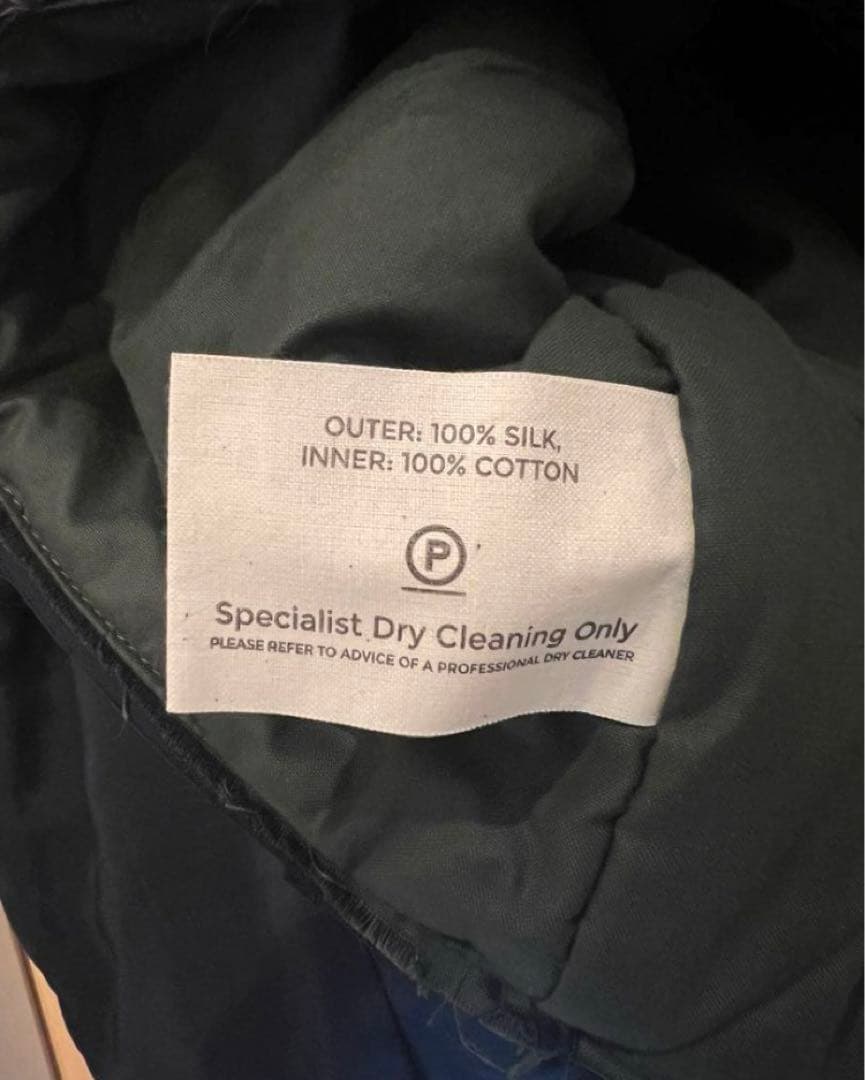 OUTER: 100% SILK,
INNER: 100% COTTON
P
Specialist Dry Cleaning Only
PLEASE REFER TO ADVICE OF A PROFESSIONAL DRY CLEANER